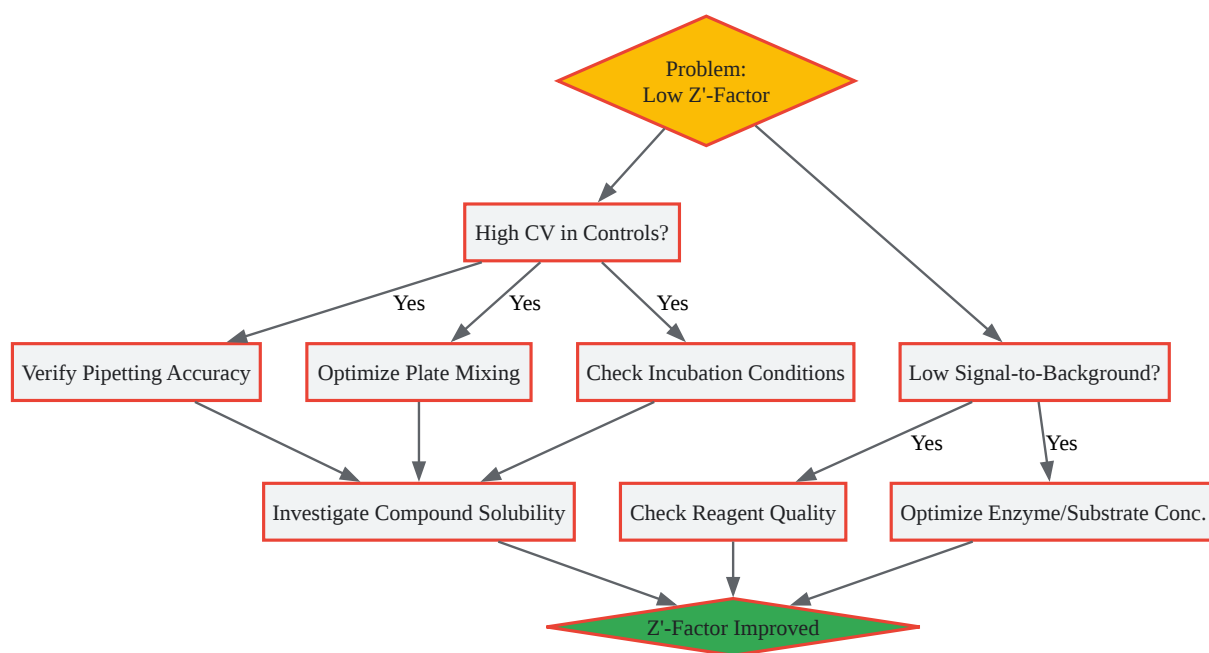 Problem:
Low Z'-Factor
High CV in Controls?
Yes
Yes
Yes
Verify Pipetting Accuracy
Optimize Plate Mixing
Check Incubation Conditions
Low Signal-to-Background?
Yes
Yes
Investigate Compound Solubility
Check Reagent Quality
Optimize Enzyme/Substrate Conc.
Z'-Factor Improved